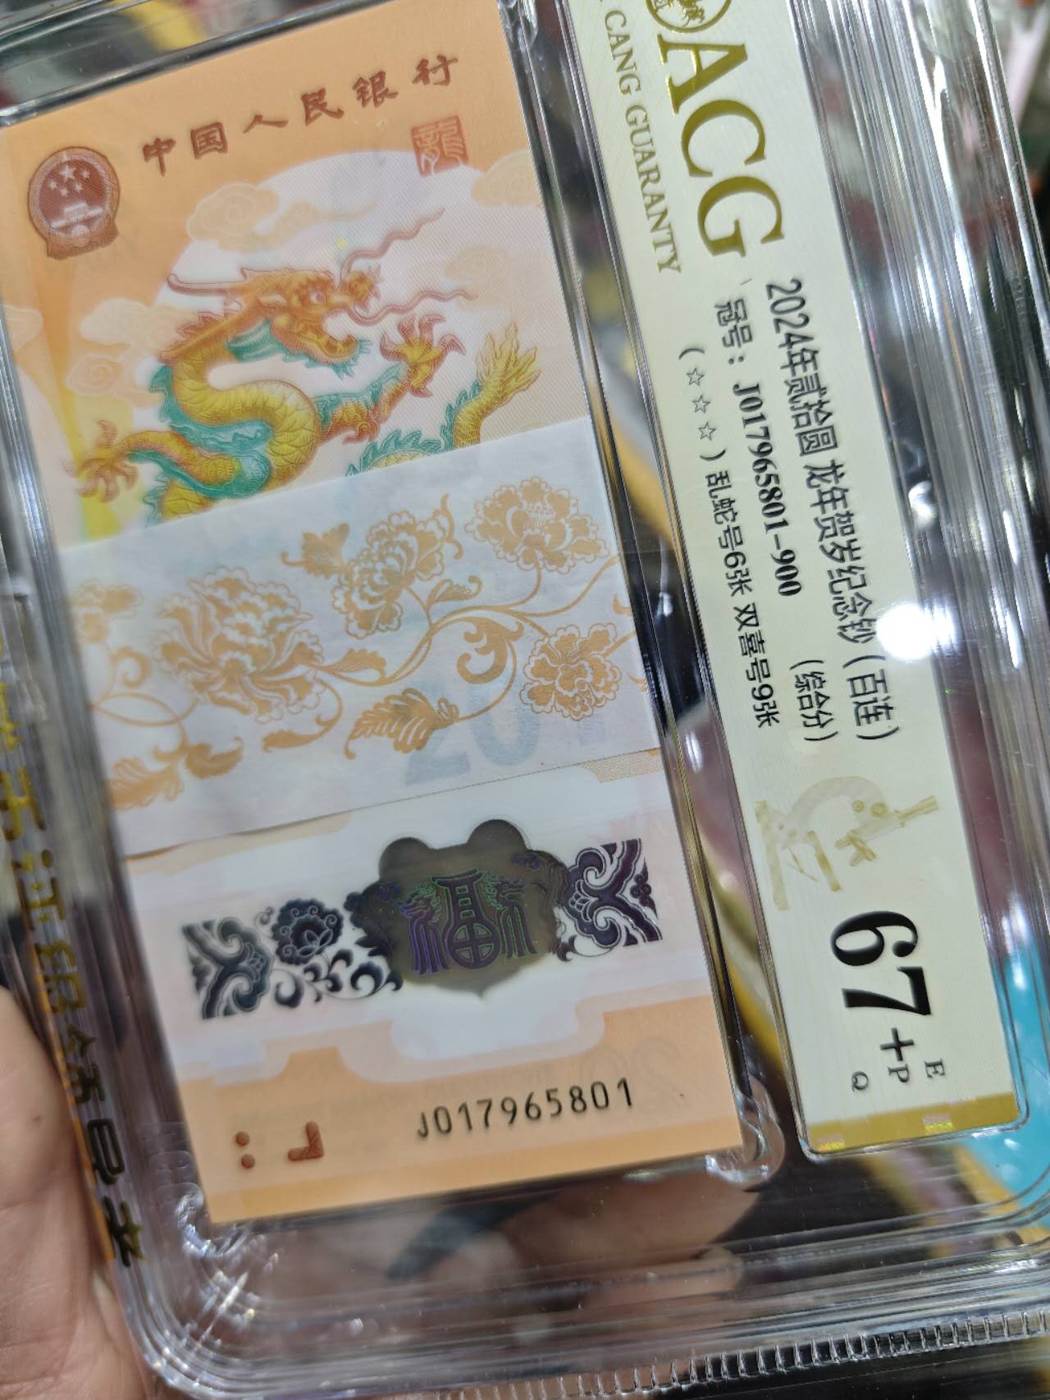 中国人民银行
龍
福
J017965801
ACG
CANG GUARANTY
2024年贰拾圆 龙年贺岁纪念钞（百连）
冠号：J017965801-900 （综合分）
（☆☆☆）乱蛇号6张 双喜号9张
67
E
+P
Q